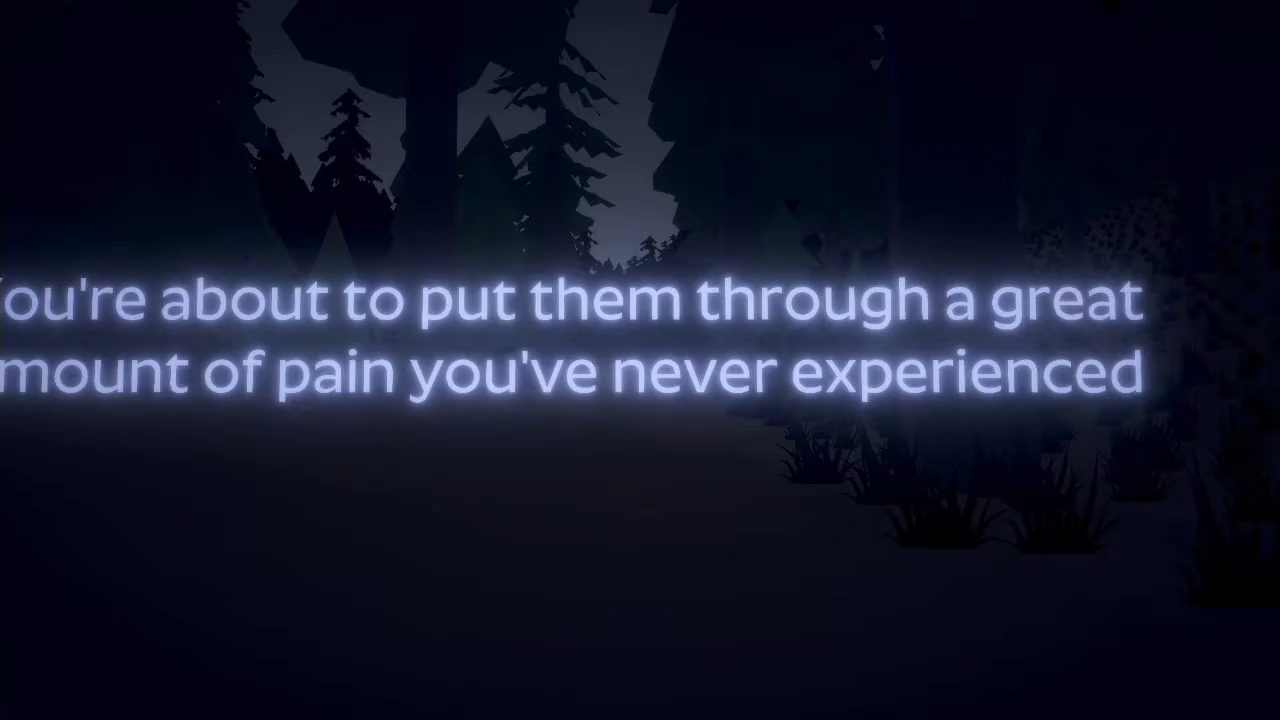 ou're about to put them through a great
mount of pain you've never experienced